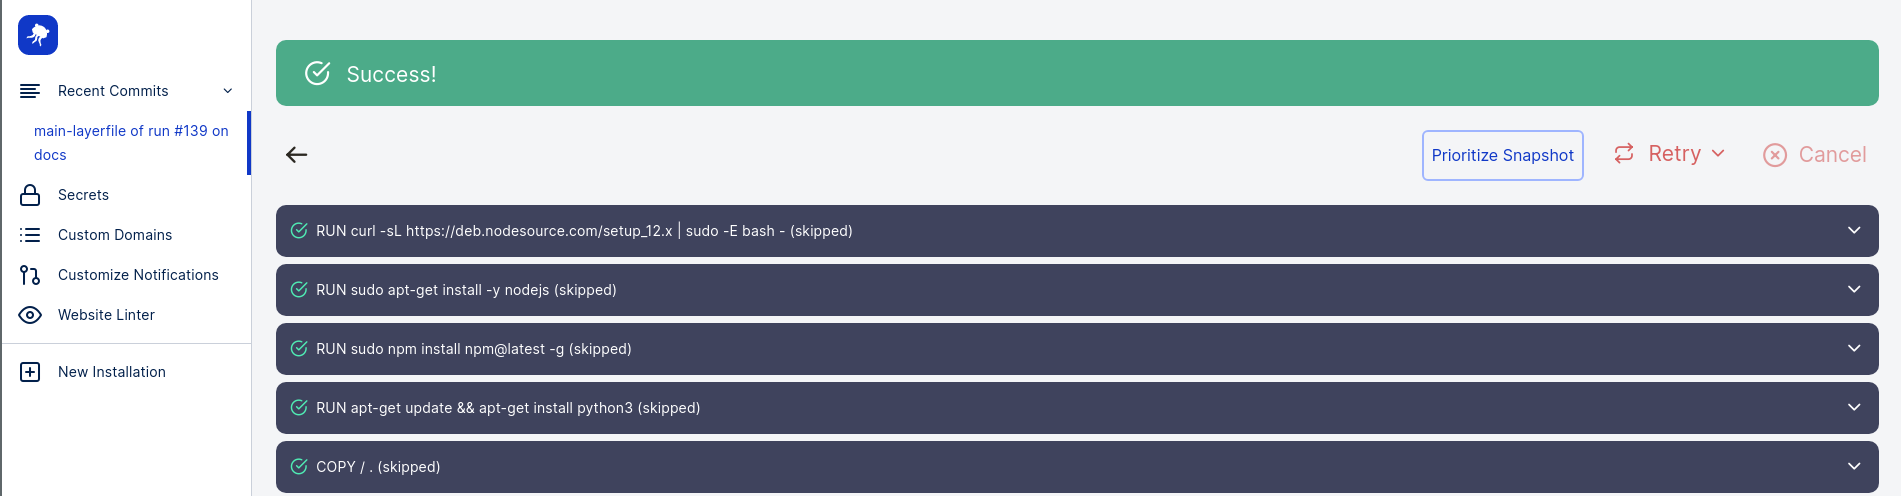 Success!
Recent Commits
main-layerfile of run #139 on
docs
Secrets
Custom Domains
Customize Notifications
Website Linter
New Installation
Prioritize Snapshot
Retry
Cancel
RUN curl -sL https://deb.nodesource.com/setup_12.x | sudo -E bash - (skipped)
RUN sudo apt-get install -y nodejs (skipped)
RUN sudo npm install npm@latest -g (skipped)
RUN apt-get update && apt-get install python3 (skipped)
COPY / . (skipped)